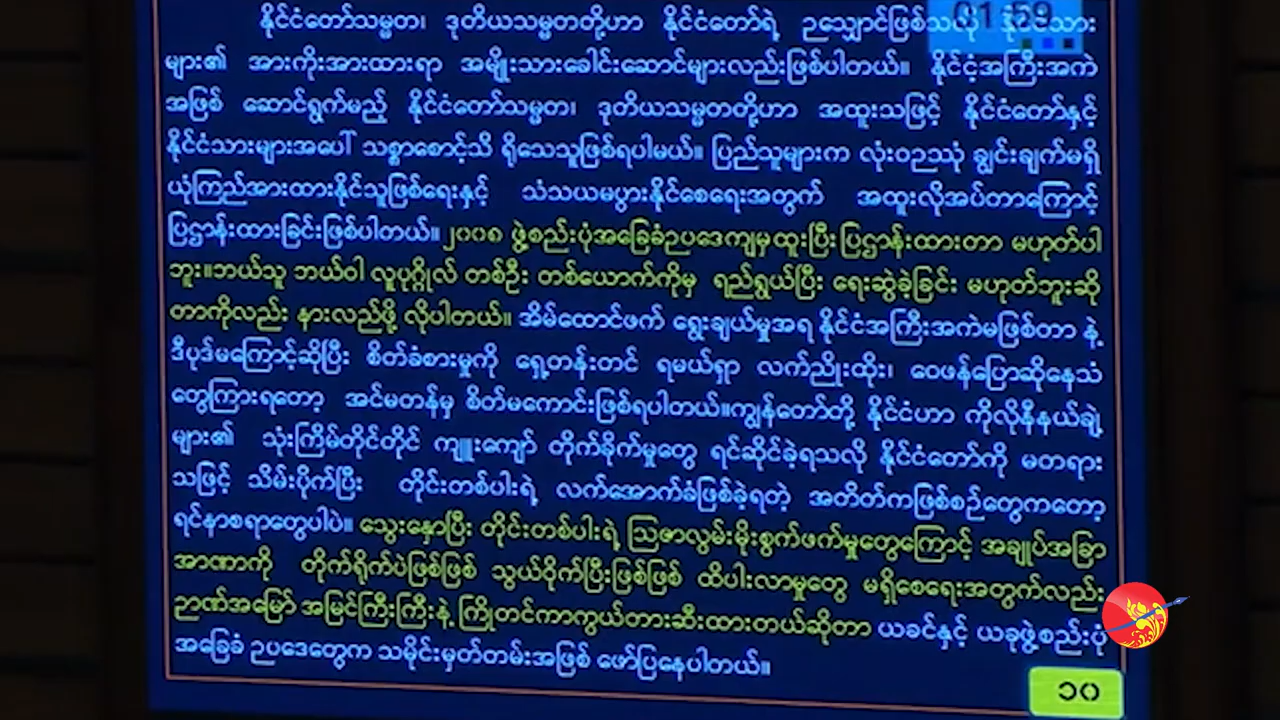 နိုင်ငံတော်သမ္မတ၊ ဒုတိယသမ္မတတို့ဟာ နိုင်ငံတော်ရဲ့ ဥသျှောင်ဖြစ်သလို နိုင်ငံသား
များ၏ အားကိုးအားထားရာ အမျိုးသားခေါင်းဆောင်များလည်းဖြစ်ပါတယ်။ နိုင်ငံ့အကြီးအကဲ
အဖြစ် ဆောင်ရွက်မည့် နိုင်ငံတော်သမ္မတ၊ ဒုတိယသမ္မတတို့ဟာ အထူးသဖြင့် နိုင်ငံတော်နှင့်
နိုင်ငံသားများအပေါ် သစ္စာစောင့်သိ ရိုသေသူဖြစ်ရပါမယ်။ ပြည်သူများက လုံးဝဥဿုံ ချွင်းချက်မရှိ
ယုံကြည်အားထားနိုင်သူဖြစ်ရေးနှင့် သံသယမပွားနိုင်စေရေးအတွက် အထူးလိုအပ်တာကြောင့်
ပြဋ္ဌာန်းထားခြင်းဖြစ်ပါတယ်။ ၂၀၀၈ ဖွဲ့စည်းပုံအခြေခံဥပဒေကျမှ ထူးပြီး ပြဋ္ဌာန်းထားတာ မဟုတ်ပါ
ဘူး။ဘယ်သူ ဘယ်ဝါ လူပုဂ္ဂိုလ် တစ်ဦး တစ်ယောက်ကိုမှ ရည်ရွယ်ပြီး ရေးဆွဲခဲ့ခြင်း မဟုတ်ဘူးဆို
တာကိုလည်း နားလည်ဖို့ လိုပါတယ်။ အိမ်ထောင်ဖက် ရွေးချယ်မှုအရ နိုင်ငံအကြီးအကဲမဖြစ်တာ နဲ့
ဒီပုဒ်မကြောင့်ဆိုပြီး စိတ်ခံစားမှုကို ရှေ့တန်းတင် ရမယ်ရှာ လက်ညှိုးထိုး၊ ဝေဖန်ပြောဆိုနေသံ
တွေကြားရတော့ အင်မတန်မှ စိတ်မကောင်းဖြစ်ရပါတယ်။ကျွန်တော်တို့ နိုင်ငံဟာ ကိုလိုနီနယ်ချဲ့
များ၏ သုံးကြိမ်တိုင်တိုင် ကျူးကျော် တိုက်ခိုက်မှုတွေ ရင်ဆိုင်ခဲ့ရသလို နိုင်ငံတော်ကို မတရား
သဖြင့် သိမ်းပိုက်ပြီး တိုင်းတစ်ပါးရဲ့ လက်အောက်ခံဖြစ်ခဲ့ရတဲ့ အတိတ်ကဖြစ်စဉ်တွေကတော့
ရင်နာစရာတွေပါပဲ။ သွေးနှောပြီး တိုင်းတစ်ပါးရဲ့ ဩဇာလွှမ်းမိုးစွက်ဖက်မှုတွေကြောင့် အချုပ်အခြာ
အာဏာကို တိုက်ရိုက်ပဲဖြစ်ဖြစ် သွယ်ဝိုက်ပြီးဖြစ်ဖြစ် ထိပါးလာမှုတွေ မရှိစေရေးအတွက်လည်း
ဉာဏ်အမြော် အမြင်ကြီးကြီးနဲ့ ကြိုတင်ကာကွယ်တားဆီးထားတယ်ဆိုတာ ယခင်နှင့် ယခုဖွဲ့စည်းပုံ
အခြေခံ ဥပဒေတွေက သမိုင်းမှတ်တမ်းအဖြစ် ဖော်ပြနေပါတယ်။
၁၀